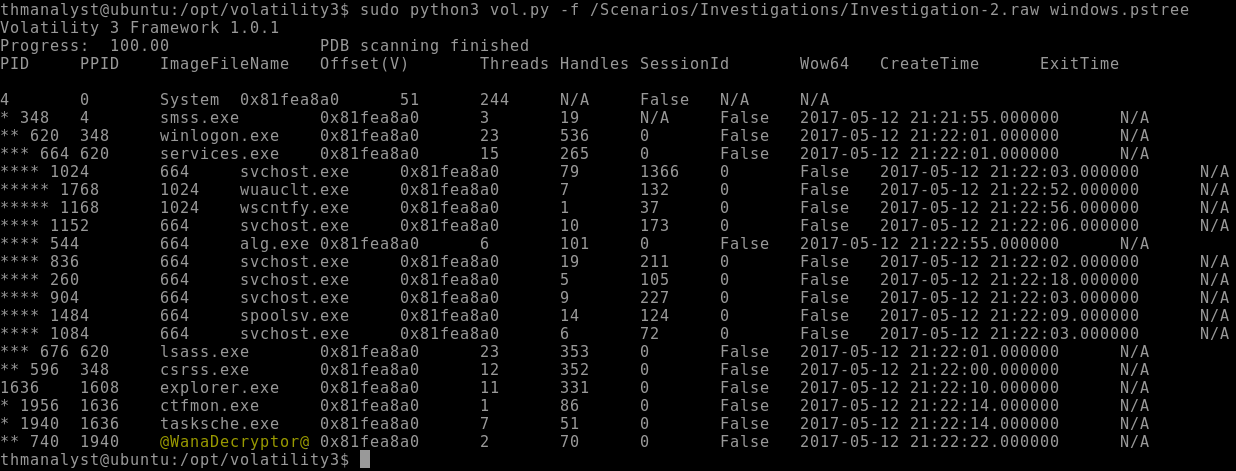 thmanalyst@ubuntu:/opt/volatility3$ sudo python3 vol.py -f /Scenarios/Investigations/Investigation-2.raw windows.pstree
Volatility 3 Framework 1.0.1
Progress:  100.00               PDB scanning finished
PID     PPID    ImageFileName   Offset(V)       Threads Handles SessionId       Wow64   CreateTime      ExitTime

4       0       System  0x81fea8a0      51      244     N/A     False   N/A     N/A
* 348   4       smss.exe        0x81fea8a0      3       19      N/A     False   2017-05-12 21:21:55.000000      N/A
** 620  348     winlogon.exe    0x81fea8a0      23      536     0       False   2017-05-12 21:22:01.000000      N/A
*** 664 620     services.exe    0x81fea8a0      15      265     0       False   2017-05-12 21:22:01.000000      N/A
**** 1024       664     svchost.exe     0x81fea8a0      79      1366    0       False   2017-05-12 21:22:03.000000      N/A
***** 1768      1024    wuauclt.exe     0x81fea8a0      7       132     0       False   2017-05-12 21:22:52.000000      N/A
***** 1168      1024    wscntfy.exe     0x81fea8a0      1       37      0       False   2017-05-12 21:22:56.000000      N/A
**** 1152       664     svchost.exe     0x81fea8a0      10      173     0       False   2017-05-12 21:22:06.000000      N/A
**** 544        664     alg.exe 0x81fea8a0      6       101     0       False   2017-05-12 21:22:55.000000      N/A
**** 836        664     svchost.exe     0x81fea8a0      19      211     0       False   2017-05-12 21:22:02.000000      N/A
**** 260        664     svchost.exe     0x81fea8a0      5       105     0       False   2017-05-12 21:22:18.000000      N/A
**** 904        664     svchost.exe     0x81fea8a0      9       227     0       False   2017-05-12 21:22:03.000000      N/A
**** 1484       664     spoolsv.exe     0x81fea8a0      14      124     0       False   2017-05-12 21:22:09.000000      N/A
**** 1084       664     svchost.exe     0x81fea8a0      6       72      0       False   2017-05-12 21:22:03.000000      N/A
*** 676 620     lsass.exe       0x81fea8a0      23      353     0       False   2017-05-12 21:22:01.000000      N/A
** 596  348     csrss.exe       0x81fea8a0      12      352     0       False   2017-05-12 21:22:00.000000      N/A
1636    1608    explorer.exe    0x81fea8a0      11      331     0       False   2017-05-12 21:22:10.000000      N/A
* 1956  1636    ctfmon.exe      0x81fea8a0      1       86      0       False   2017-05-12 21:22:14.000000      N/A
* 1940  1636    tasksche.exe    0x81fea8a0      7       51      0       False   2017-05-12 21:22:14.000000      N/A
** 740  1940    @WanaDecryptor@ 0x81fea8a0      2       70      0       False   2017-05-12 21:22:22.000000      N/A
thmanalyst@ubuntu:/opt/volatility3$